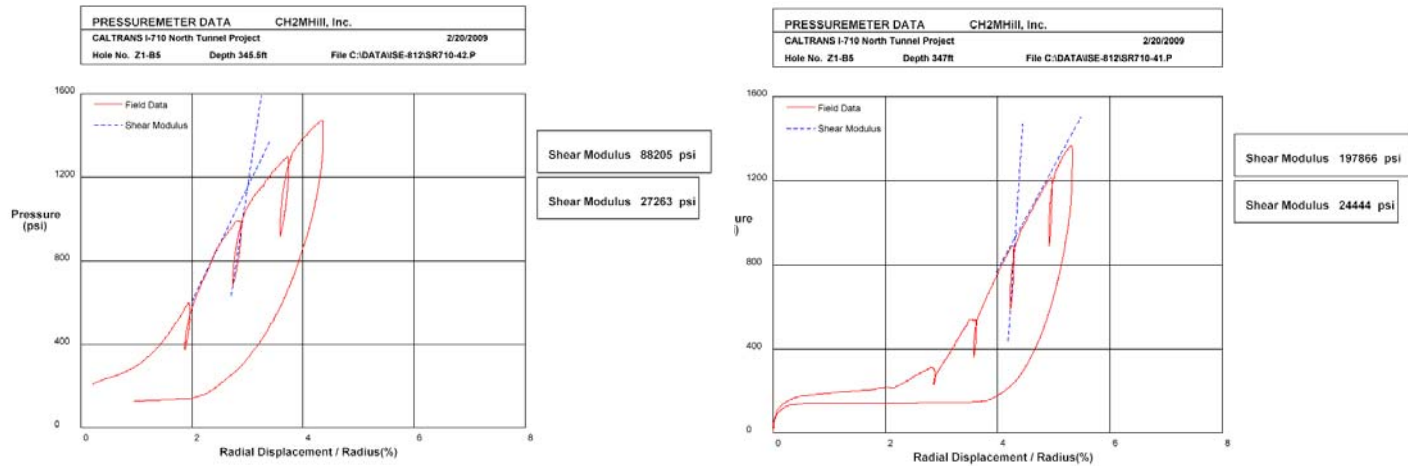 PRESSUREMETER DATA CH2MHill, Inc.
CALTRANS I-710 North Tunnel Project 2/20/2009
Hole No. Z1-B5 Depth 345.5ft File C:\DATA\ISE-812\SR710-42.P
1600
Field Data
Shear Modulus
1200
Pressure
(psi)
800
400
0
0 2 4 6 8
Radial Displacement / Radius(%)
Shear Modulus 88205 psi
Shear Modulus 27263 psi
PRESSUREMETER DATA CH2MHill, Inc.
CALTRANS I-710 North Tunnel Project 2/20/2009
Hole No. Z1-B5 Depth 347ft File C:\DATA\ISE-812\SR710-41.P
1600
Field Data
Shear Modulus
1200
ure
800
400
0
0 2 4 6 8
Radial Displacement / Radius(%)
Shear Modulus 197866 psi
Shear Modulus 24444 psi